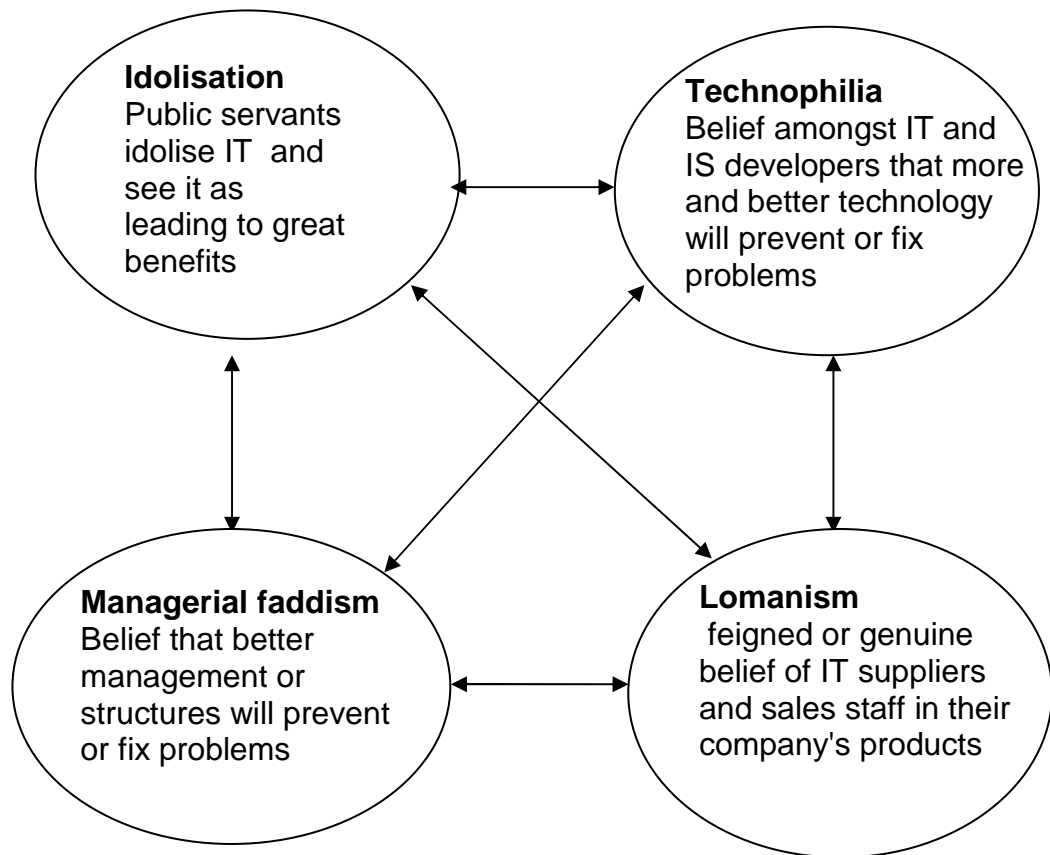 Idolisation
Public servants
idolise IT and
see it as
leading to great
benefits
Technophilia
Belief amongst IT and
IS developers that more
and better technology
will prevent or fix
problems
Managerial faddism
Belief that better
management or
structures will prevent
or fix problems
Lomanism
feigned or genuine
belief of IT suppliers
and sales staff in their
company's products